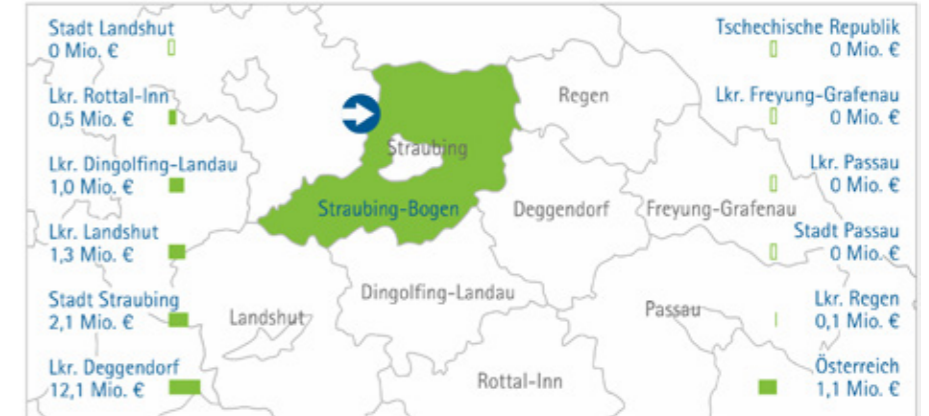 Stadt Landshut
0 Mio. €
Lkr. Rottal-Inn
0,5 Mio. €
Lkr. Dingolfing-Landau
1,0 Mio. €
Lkr. Landshut
1,3 Mio. €
Stadt Straubing
2,1 Mio. €
Lkr. Deggendorf
12,1 Mio. €
Regen
Straubing
Straubing-Bogen
Deggendorf
Freyung-Grafenau
Dingolfing-Landau
Landshut
Passau
Rottal-Inn
Tschechische Republik
0 Mio. €
Lkr. Freyung-Grafenau
0 Mio. €
Lkr. Passau
0 Mio. €
Stadt Passau
0 Mio. €
Lkr. Regen
0,1 Mio. €
Österreich
1,1 Mio. €